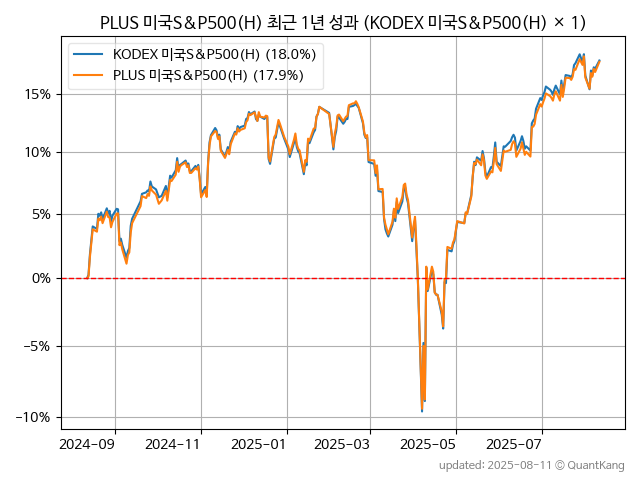 PLUS 미국S&P500(H) 최근 1년 성과 (KODEX 미국S&P500(H) × 1)
KODEX 미국S&P500(H) (18.0%)
PLUS 미국S&P500(H) (17.9%)
15%
10%
5%
0%
−5%
−10%
2024-09 2024-11 2025-01 2025-03 2025-05 2025-07
updated: 2025-08-11 © QuantKang